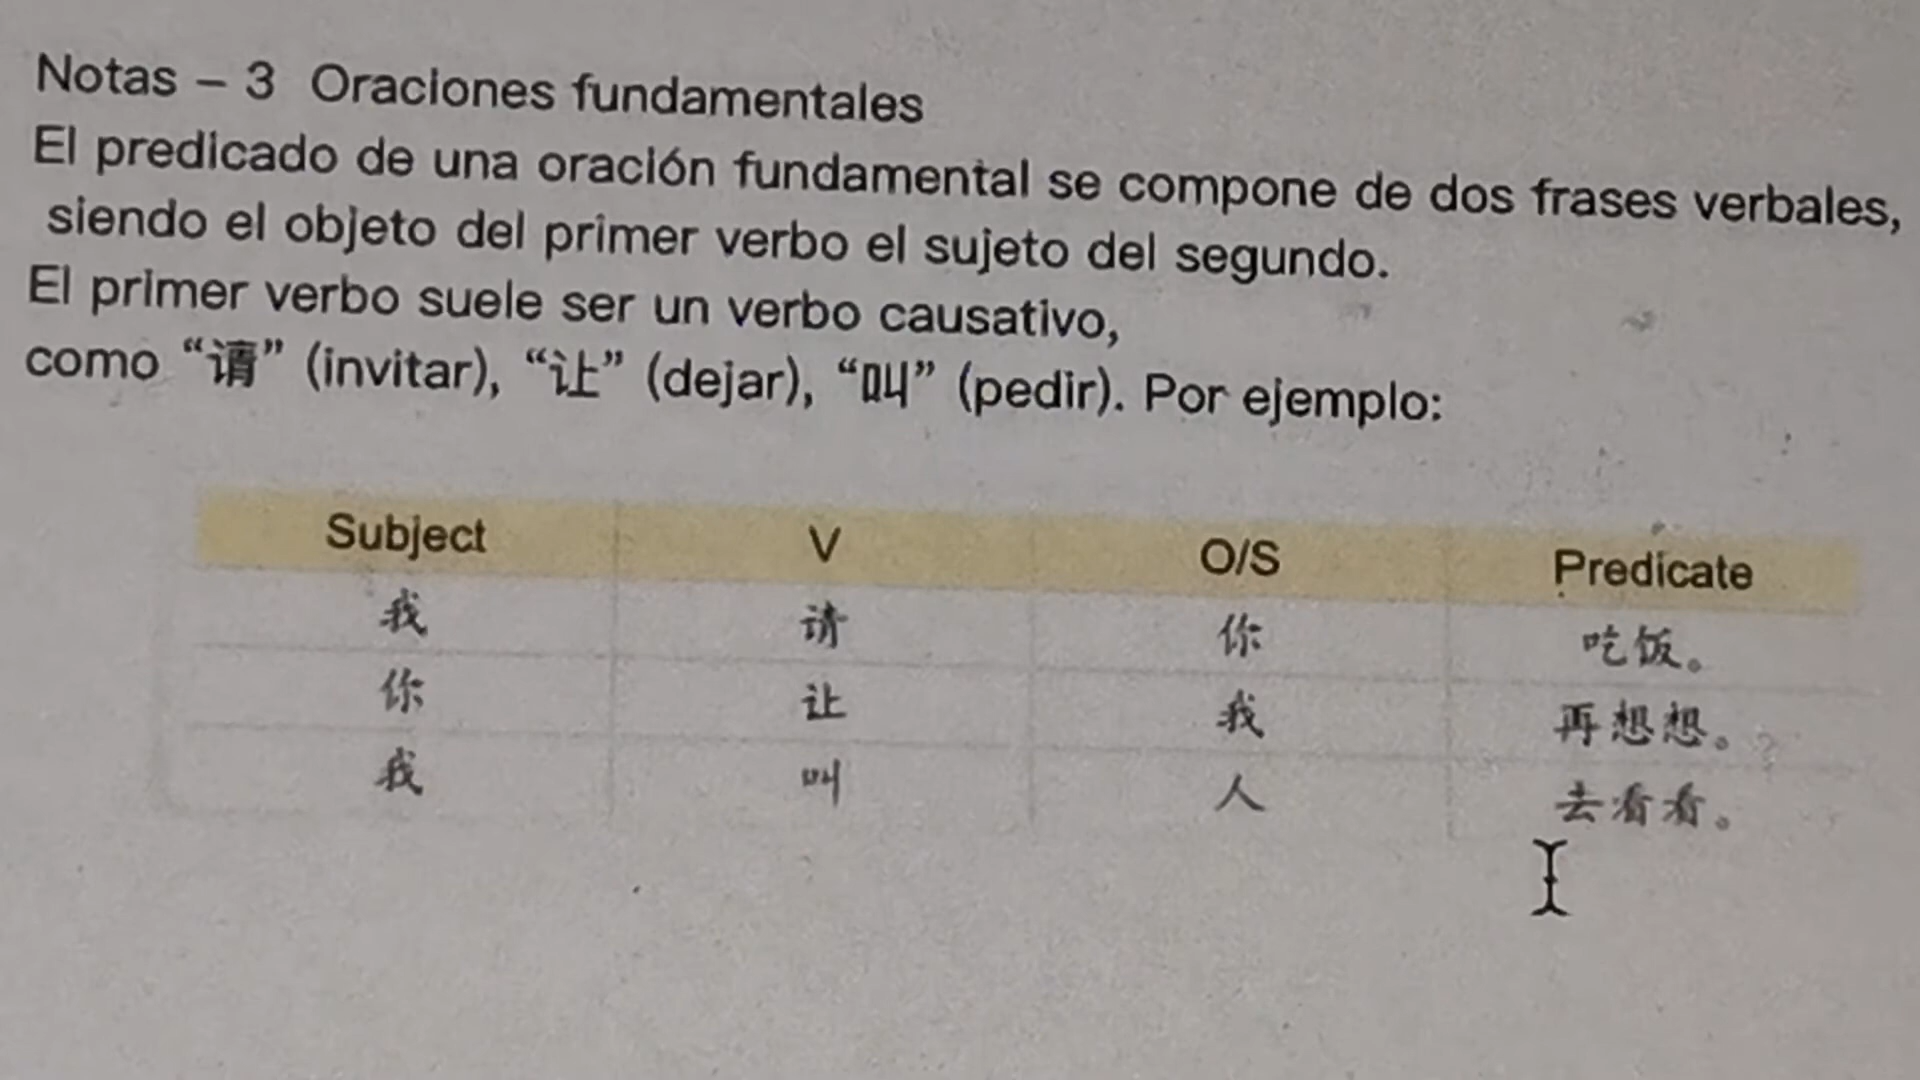 Notas – 3 Oraciones fundamentales
El predicado de una oración fundamental se compone de dos frases verbales,
siendo el objeto del primer verbo el sujeto del segundo.
El primer verbo suele ser un verbo causativo,
como “请” (invitar), “让” (dejar), “叫” (pedir). Por ejemplo:
Subject V O/S Predicate
我 请 你 吃饭。
你 让 我 再想想。
我 叫 人 去看看。